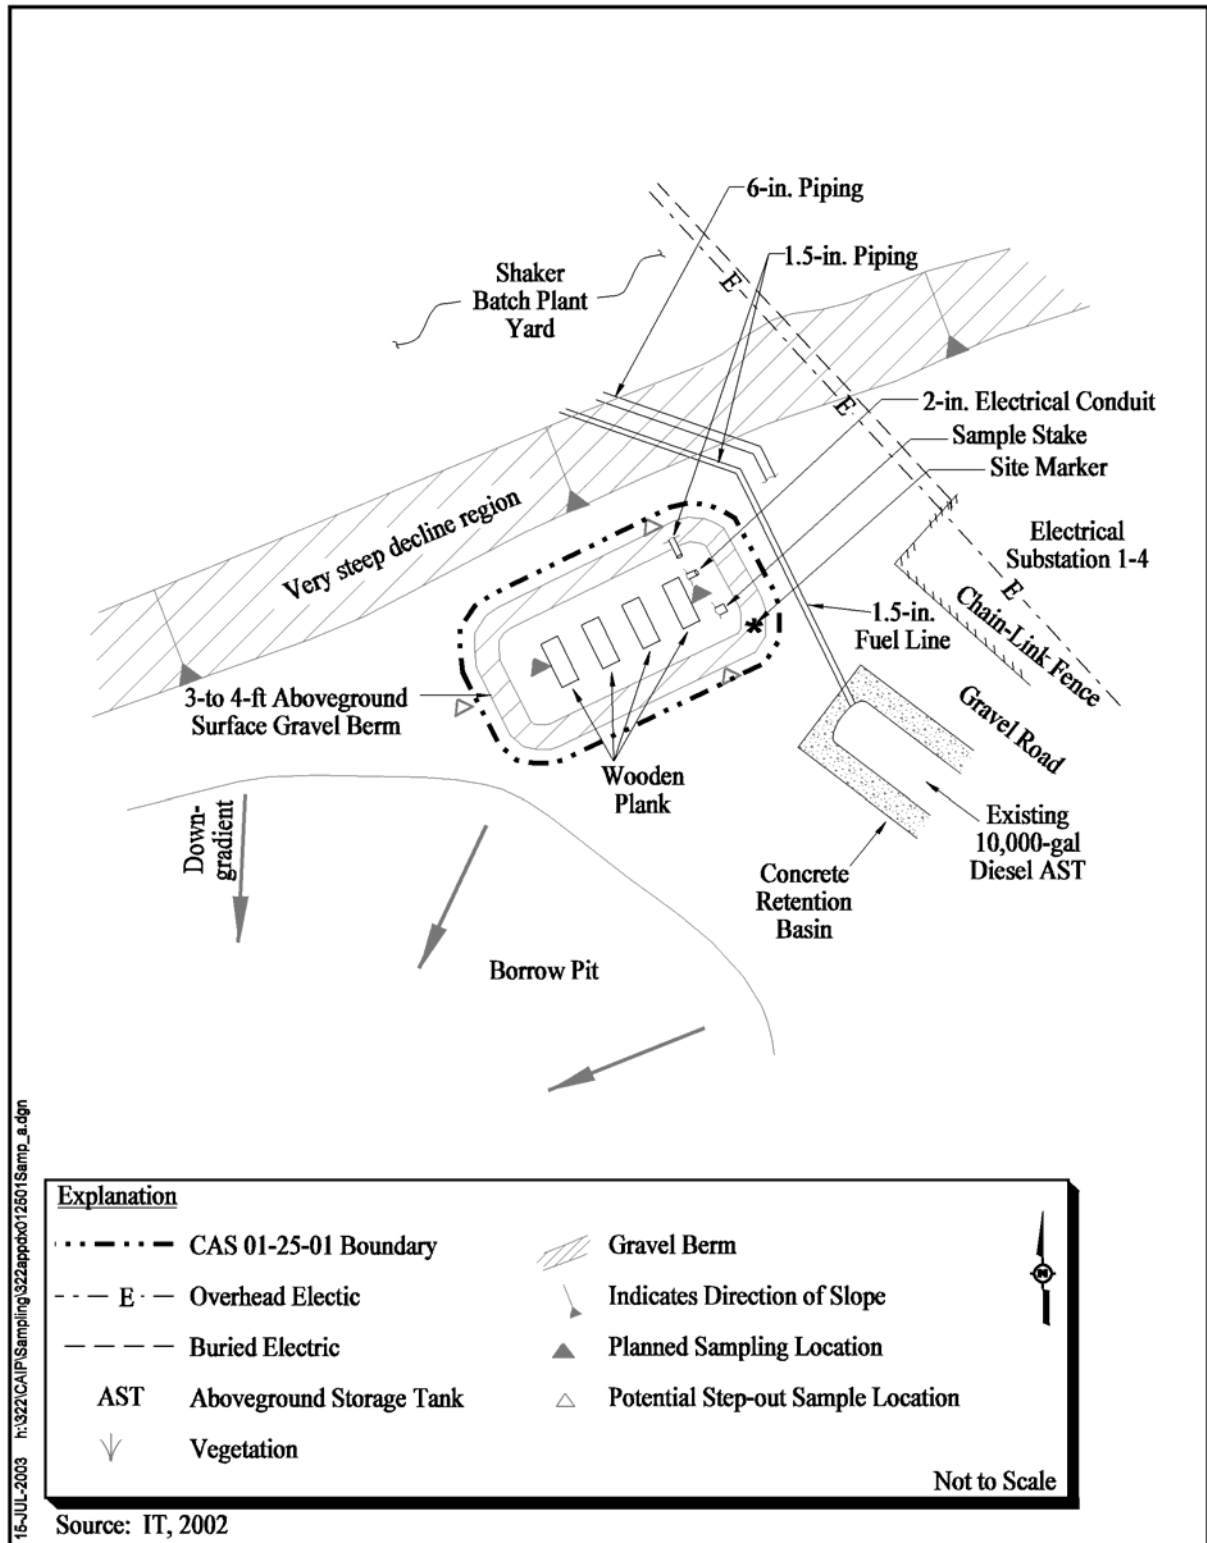 6-in. Piping
1.5-in. Piping
Shaker
Batch Plant
Yard
E
E
2-in. Electrical Conduit
Sample Stake
Site Marker
Very steep decline region
Electrical
Substation 1-4
E
Chain-Link Fence
1.5-in.
Fuel Line
3-to 4-ft Aboveground
Surface Gravel Berm
Gravel Road
Wooden
Plank
Down-
gradient
Existing
10,000-gal
Diesel AST
Concrete
Retention
Basin
Borrow Pit
Explanation
CAS 01-25-01 Boundary
E Overhead Electic
Buried Electric
AST Aboveground Storage Tank
Vegetation
Gravel Berm
Indicates Direction of Slope
Planned Sampling Location
Potential Step-out Sample Location
N
Not to Scale
Source: IT, 2002
15-JUL-2003 h:\322\CAIP\Sampling\322appdx012501Samp_a.dgn